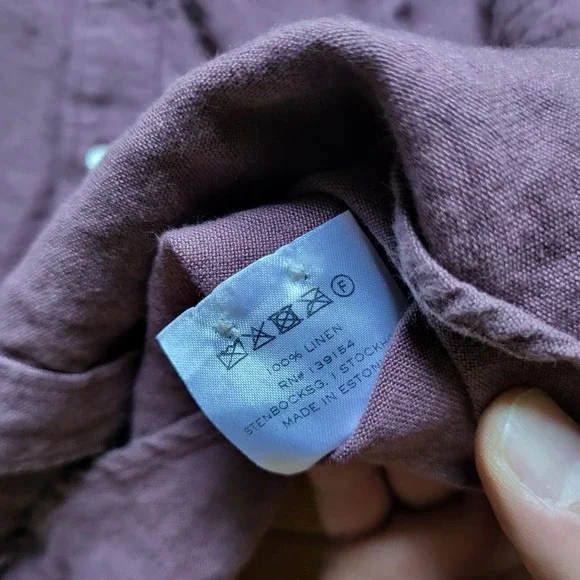 F
100% LINEN
RN# 139154
STENBOCKSG. 1 STOCKH
MADE IN ESTON